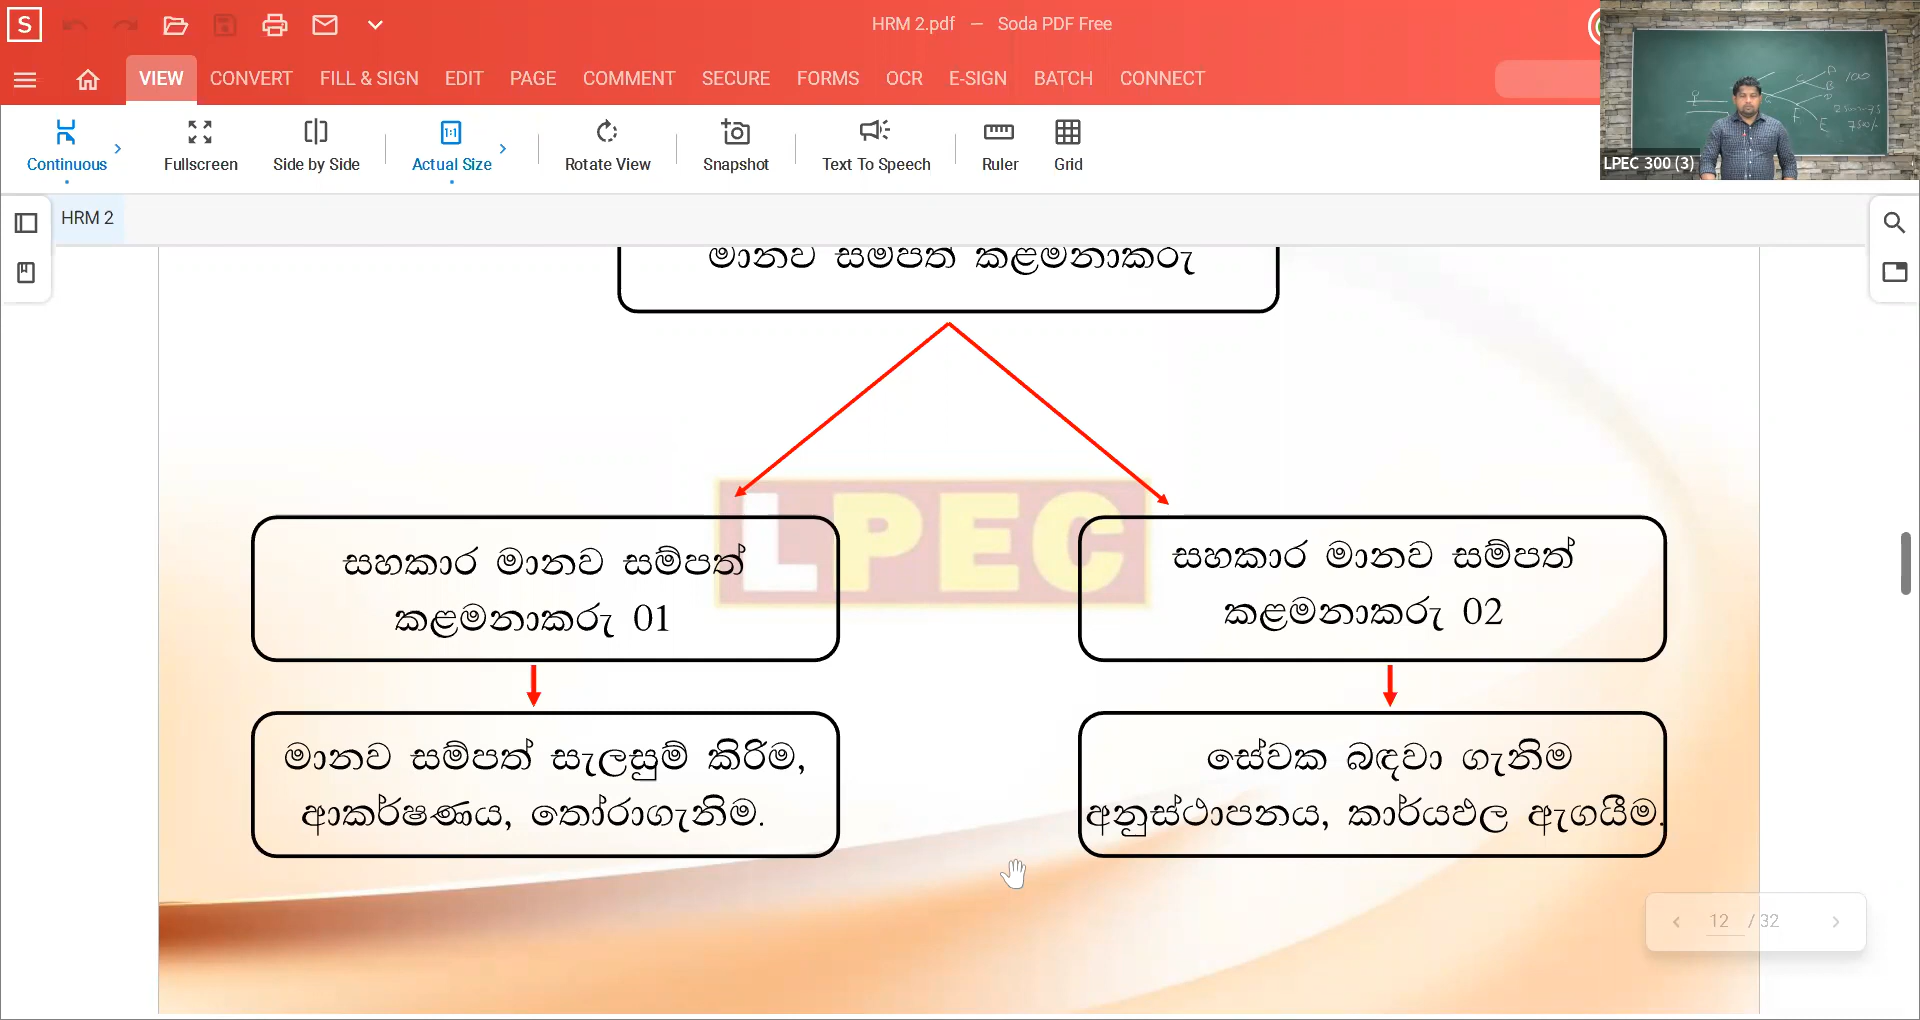 S
HRM 2.pdf — Soda PDF Free
VIEW CONVERT FILL & SIGN EDIT PAGE COMMENT SECURE FORMS OCR E-SIGN BATCH CONNECT
Continuous Fullscreen Side by Side Actual Size Rotate View Snapshot Text To Speech Ruler Grid
LPEC 300 (3)
HRM 2
මානව සම්පත් කළමනාකරු
LPEC
සහකාර මානව සම්පත්
කළමනාකරු 01
සහකාර මානව සම්පත්
කළමනාකරු 02
මානව සම්පත් සැලසුම් කිරිම,
ආකර්ෂණය, තෝරාගැනිම.
සේවක බඳවා ගැනිම
අනුස්ථාපනය, කාර්යඵල ඇගයීම.
12 / 32